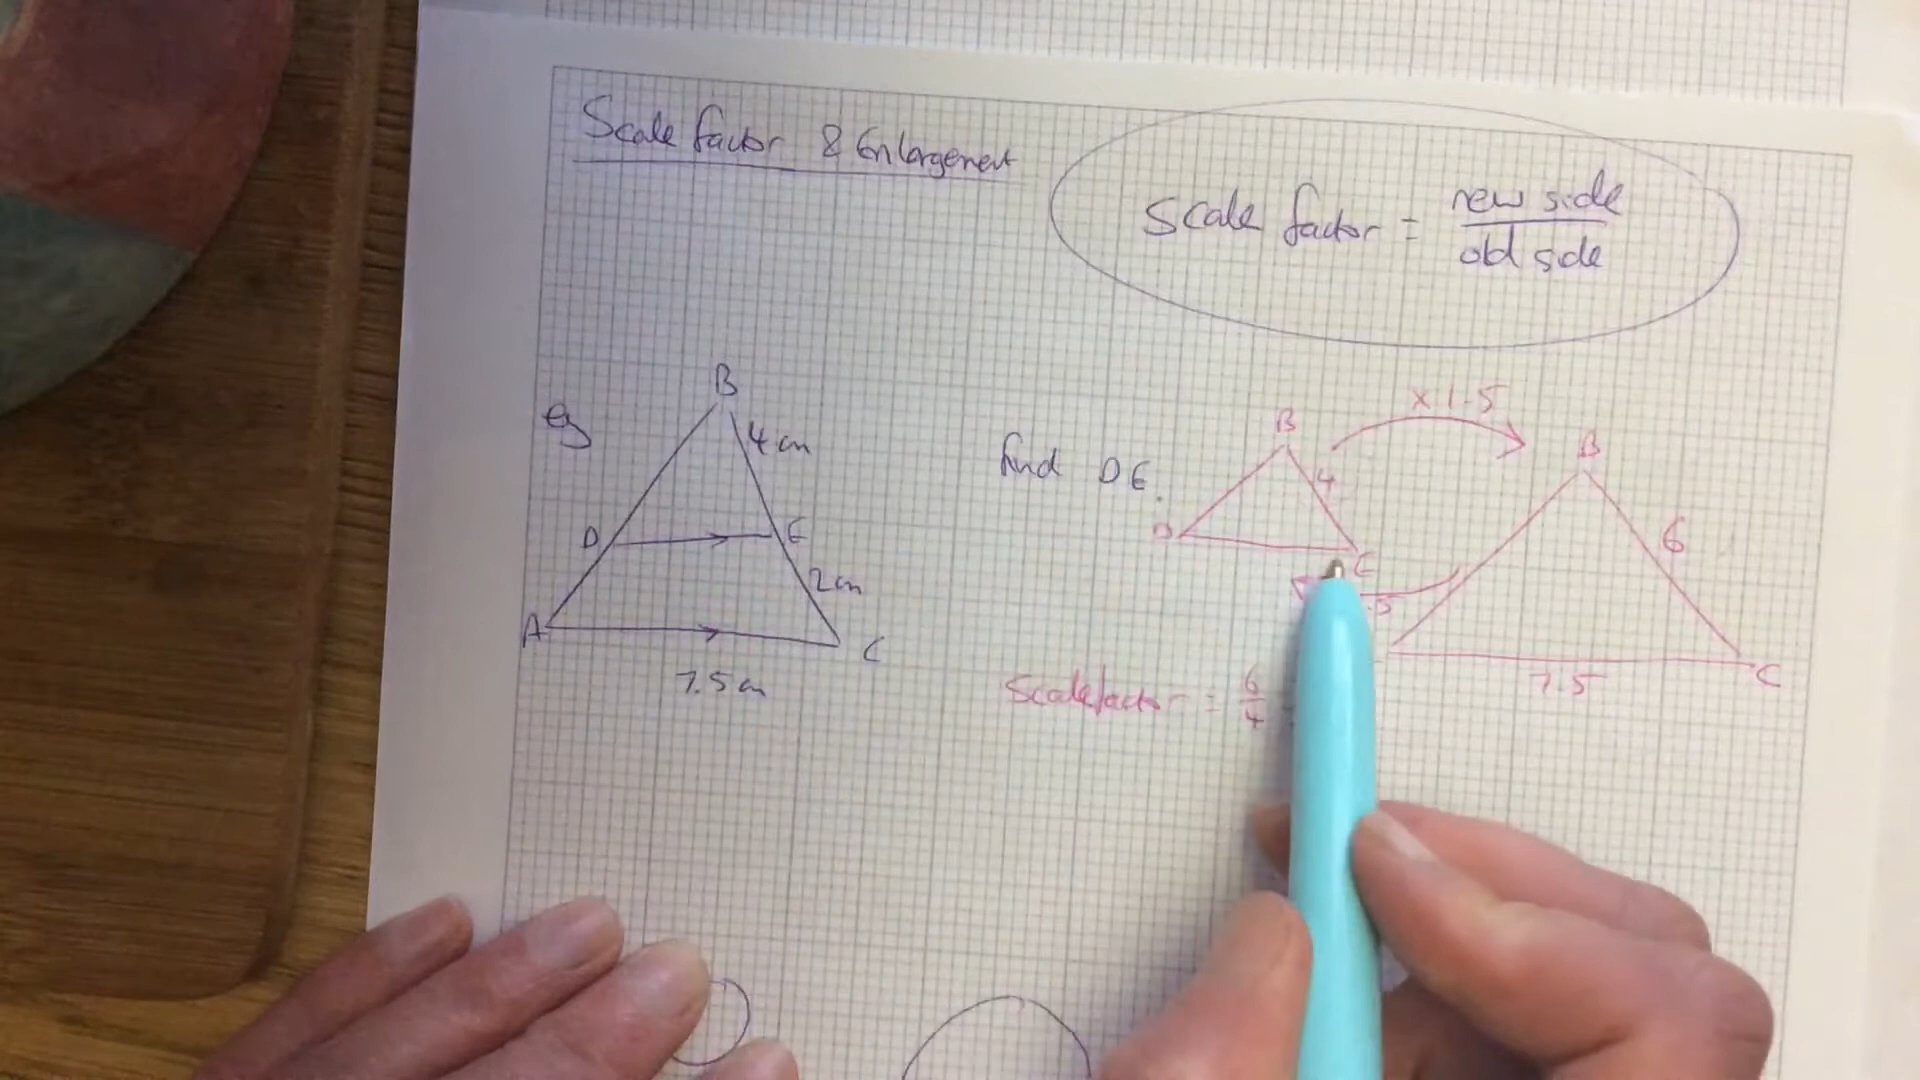 Scale factor & Enlargement
Scale factor = new side / old side
eg
B
4cm
D
E
2cm
A
C
7.5cm
find DE.
B
4
D
E
x 1.5
B
6
.5
7.5
C
Scalefactor = 6/4